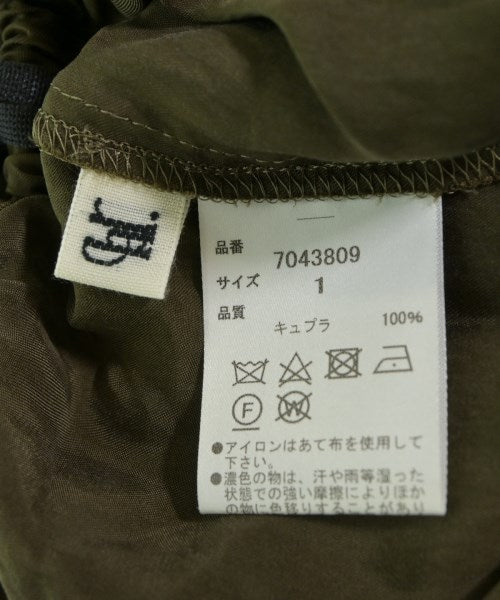 品番 7043809
サイズ 1
品質 キュプラ 100%
F
W
●アイロンはあて布を使用して
下さい。
●濃色の物は、汗や雨等湿った
状態での強い摩擦によりほか
の物に色移りすることがあり